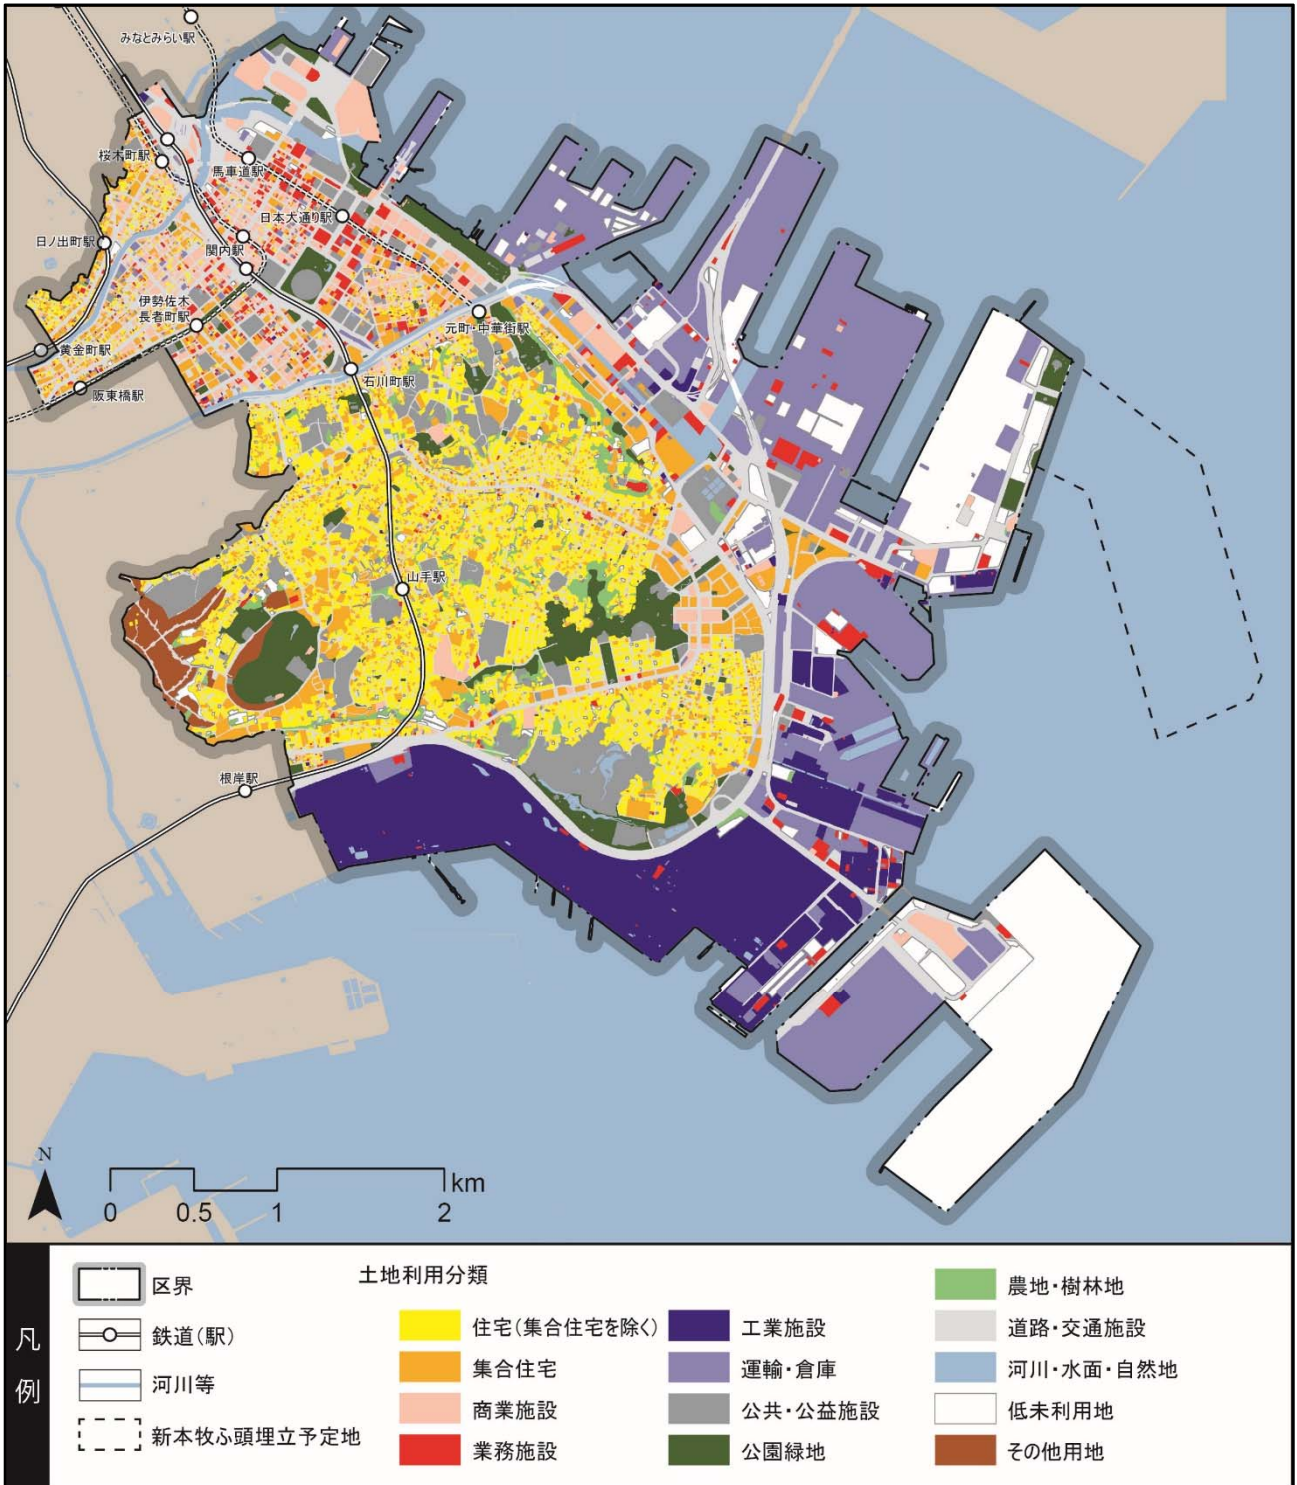 みなとみらい駅
桜木町駅
馬車道駅
日本大通り駅
日ノ出町駅
関内駅
伊勢佐木
長者町駅
元町・中華街駅
黄金町駅
石川町駅
阪東橋駅
山手駅
根岸駅
N
km
0 0.5 1 2
凡例
区界
鉄道(駅)
河川等
新本牧ふ頭埋立予定地
土地利用分類
住宅(集合住宅を除く)
集合住宅
商業施設
業務施設
工業施設
運輸・倉庫
公共・公益施設
公園緑地
農地・樹林地
道路・交通施設
河川・水面・自然地
低未利用地
その他用地